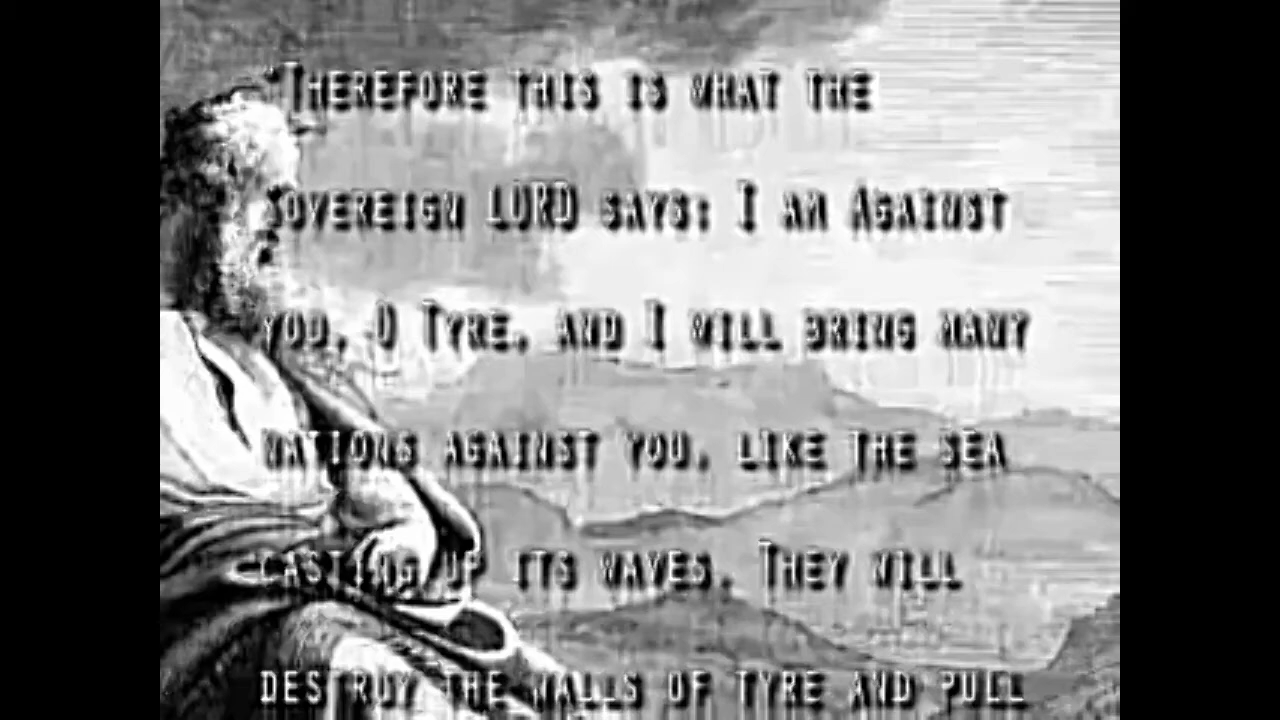 "Therefore this is what the
Sovereign LORD says: I am Against
you, O Tyre, and I will bring many
nations against you, like the sea
casting up its waves. They will
destroy the walls of tyre and pull